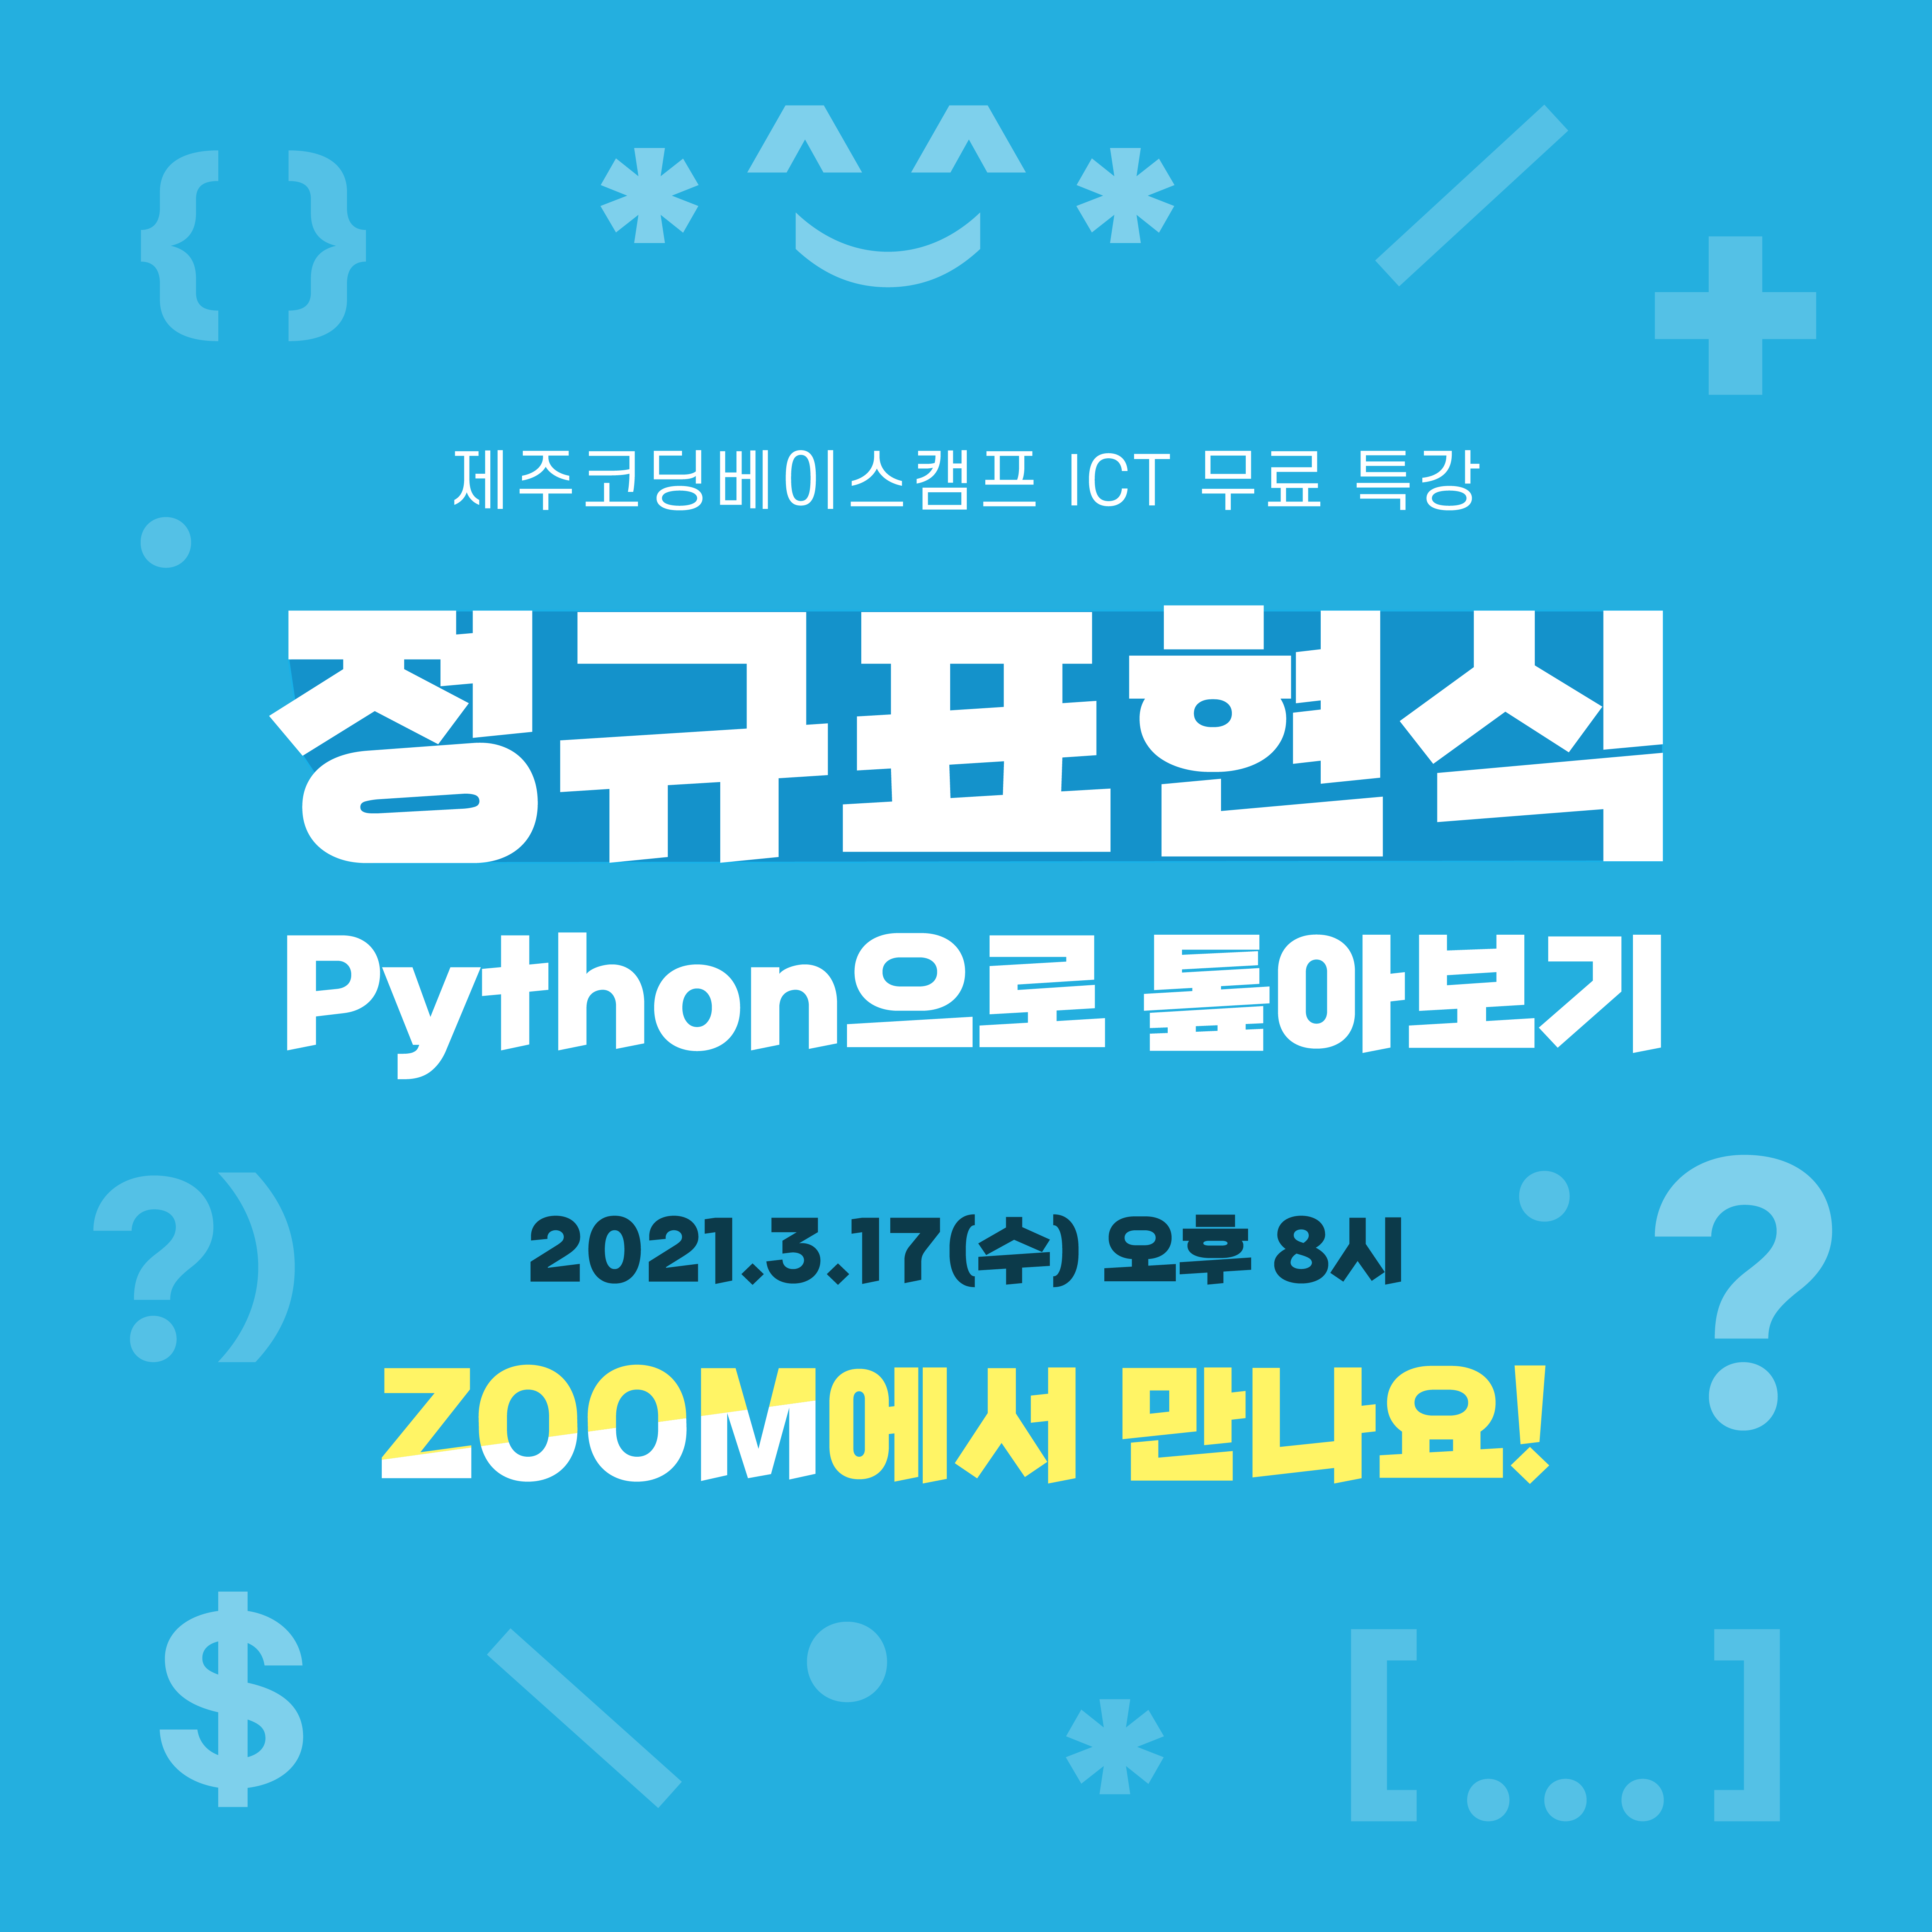 { } * ^ ^ * / +
제주코딩베이스캠프 ICT 무료 특강
정규표현식
Python으로 톺아보기
?) ?
2021.3.17(수) 오후 8시
ZOOM에서 만나요!
$ \ . * [...]